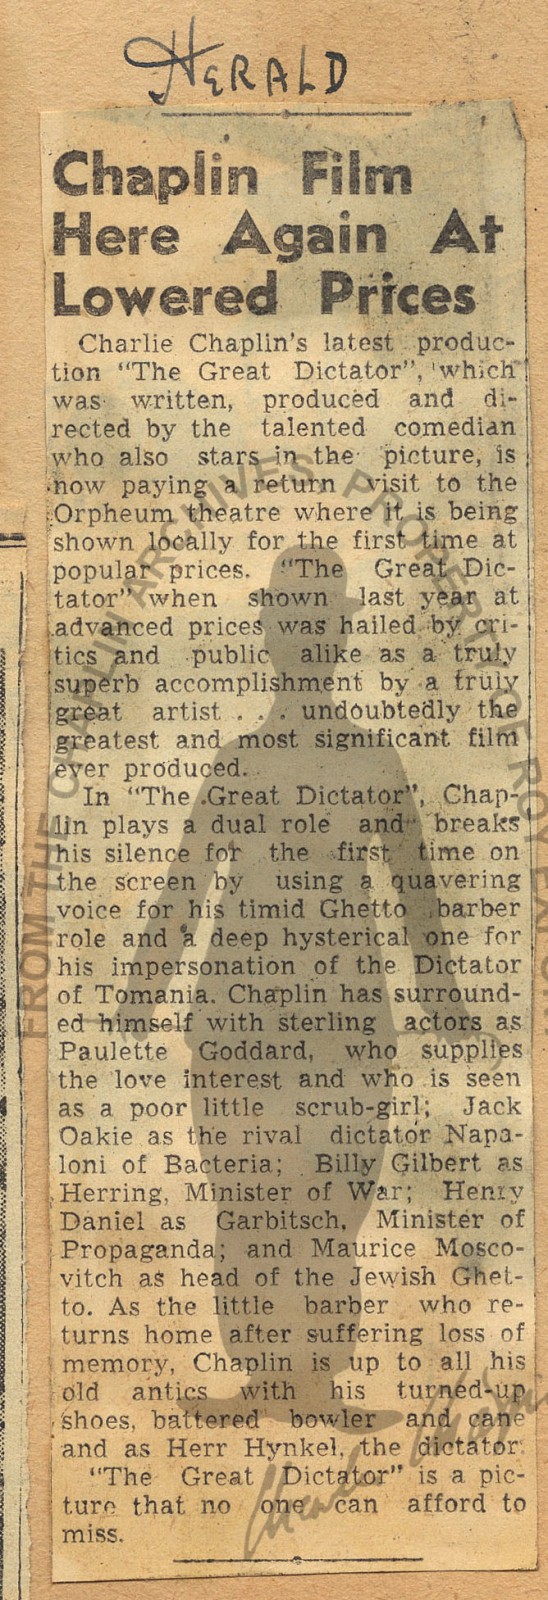 HERALD
Chaplin Film
Here Again At
Lowered Prices
Charlie Chaplin's latest produc-
tion "The Great Dictator", which
was written, produced and di-
rected by the talented comedian
who also stars in the picture, is
now paying a return visit to the
Orpheum theatre where it is being
shown locally for the first time at
popular prices. "The Great Dic-
tator" when shown last year at
advanced prices was hailed by cri-
tics and public alike as a truly
superb accomplishment by a truly
great artist . . . undoubtedly the
greatest and most significant film
ever produced.
In "The Great Dictator", Chap-
lin plays a dual role and breaks
his silence for the first time on
the screen by using a quavering
voice for his timid Ghetto barber
role and a deep hysterical one for
his impersonation of the Dictator
of Tomania. Chaplin has surround-
ed himself with sterling actors as
Paulette Goddard, who supplies
the love interest and who is seen
as a poor little scrub-girl; Jack
Oakie as the rival dictator Napa-
loni of Bacteria; Billy Gilbert as
Herring, Minister of War; Henry
Daniel as Garbitsch, Minister of
Propaganda; and Maurice Mosco-
vitch as head of the Jewish Ghet-
to. As the little barber who re-
turns home after suffering loss of
memory, Chaplin is up to all his
old antics with his turned-up
shoes, battered bowler and cane
and as Herr Hynkel, the dictator.
"The Great Dictator" is a pic-
ture that no one can afford to
miss.
FROM THE CHAPLIN ARCHIVES, PROPERTY OF ROY EXPORT